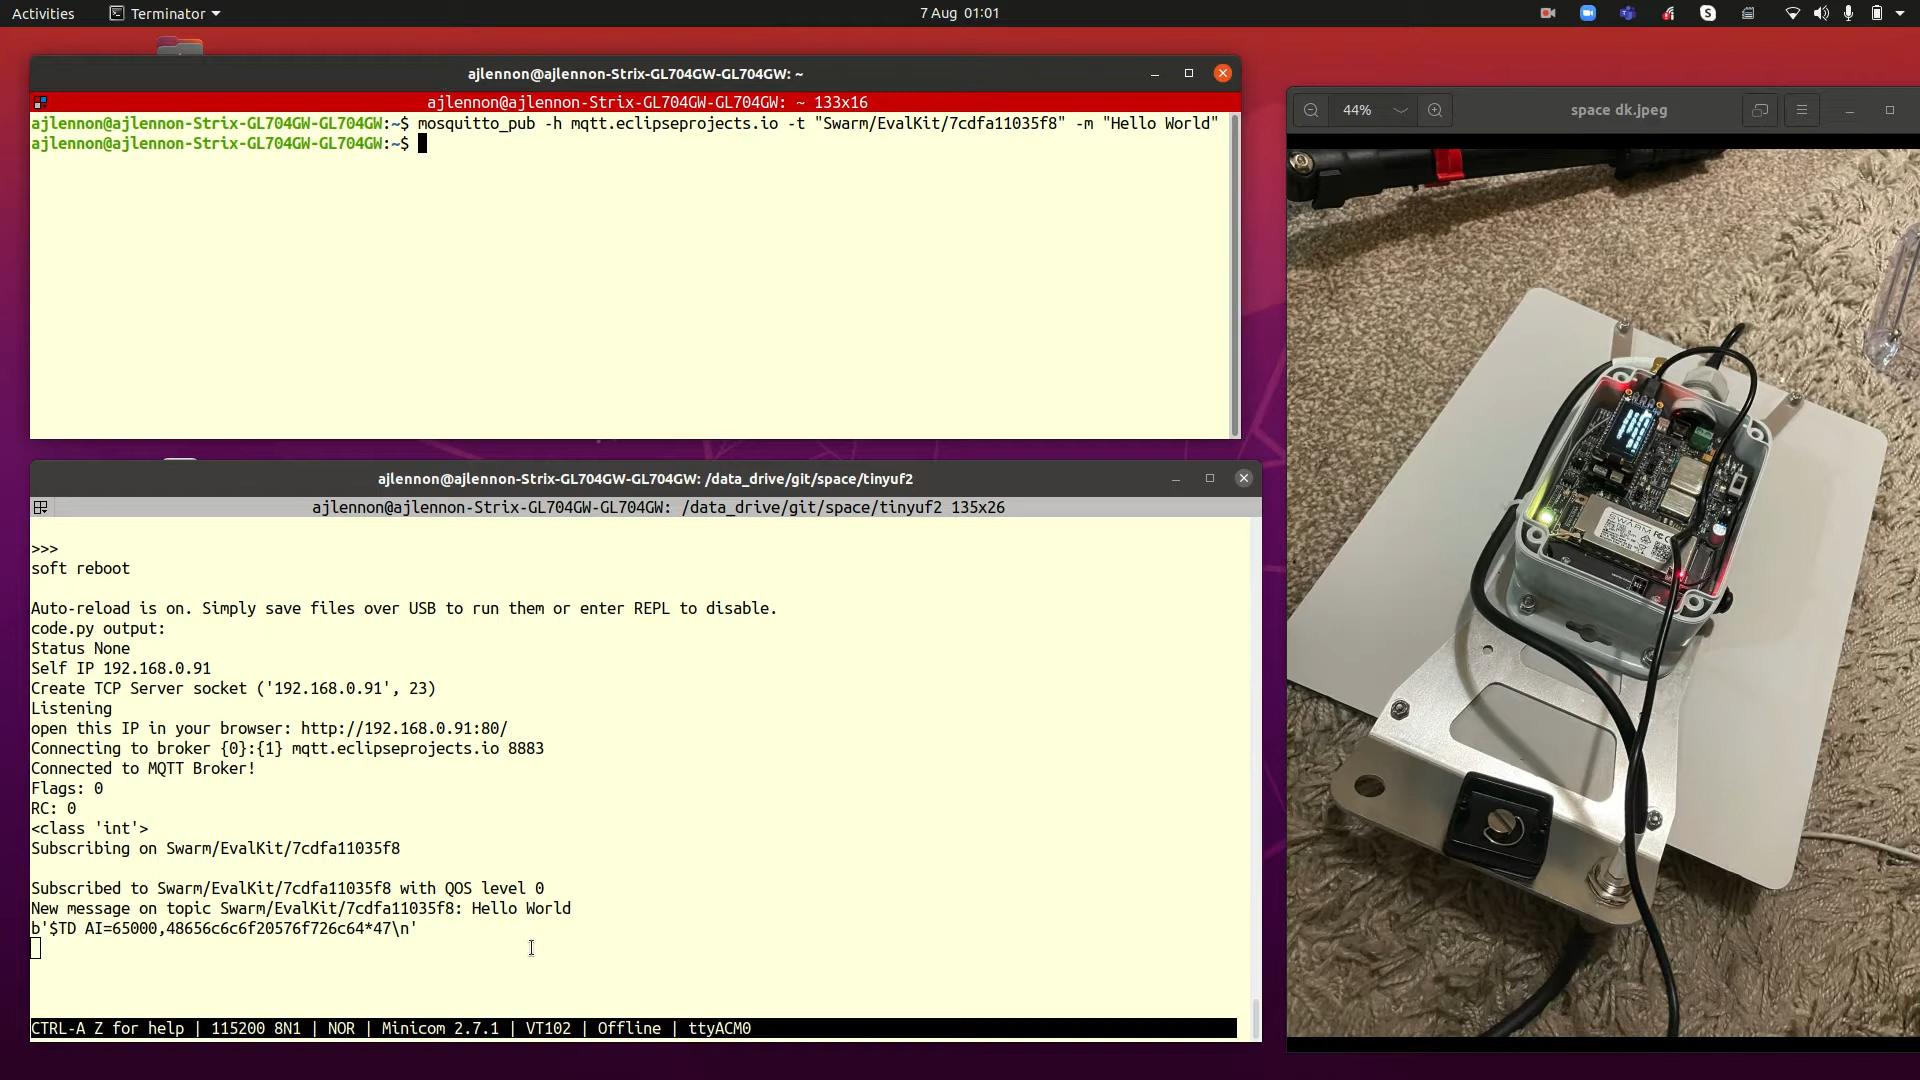 Activities
Terminator
7 Aug 01:01
ajlennon@ajlennon-Strix-GL704GW-GL704GW: ~
ajlennon@ajlennon-Strix-GL704GW-GL704GW: ~ 133x16
ajlennon@ajlennon-Strix-GL704GW-GL704GW:~$ mosquitto_pub -h mqtt.eclipseprojects.io -t "Swarm/EvalKit/7cdfa11035f8" -m "Hello World"
ajlennon@ajlennon-Strix-GL704GW-GL704GW:~$
44%
space dk.jpeg
SWARM
ajlennon@ajlennon-Strix-GL704GW-GL704GW: /data_drive/git/space/tinyuf2
ajlennon@ajlennon-Strix-GL704GW-GL704GW: /data_drive/git/space/tinyuf2 135x26
>>>
soft reboot
Auto-reload is on. Simply save files over USB to run them or enter REPL to disable.
code.py output:
Status None
Self IP 192.168.0.91
Create TCP Server socket ('192.168.0.91', 23)
Listening
open this IP in your browser: http://192.168.0.91:80/
Connecting to broker {0}:{1} mqtt.eclipseprojects.io 8883
Connected to MQTT Broker!
Flags: 0
RC: 0
<class 'int'>
Subscribing on Swarm/EvalKit/7cdfa11035f8
Subscribed to Swarm/EvalKit/7cdfa11035f8 with QOS level 0
New message on topic Swarm/EvalKit/7cdfa11035f8: Hello World
b'$TD AI=65000,48656c6c6f20576f726c64*47\n'
CTRL-A Z for help | 115200 8N1 | NOR | Minicom 2.7.1 | VT102 | Offline | ttyACM0